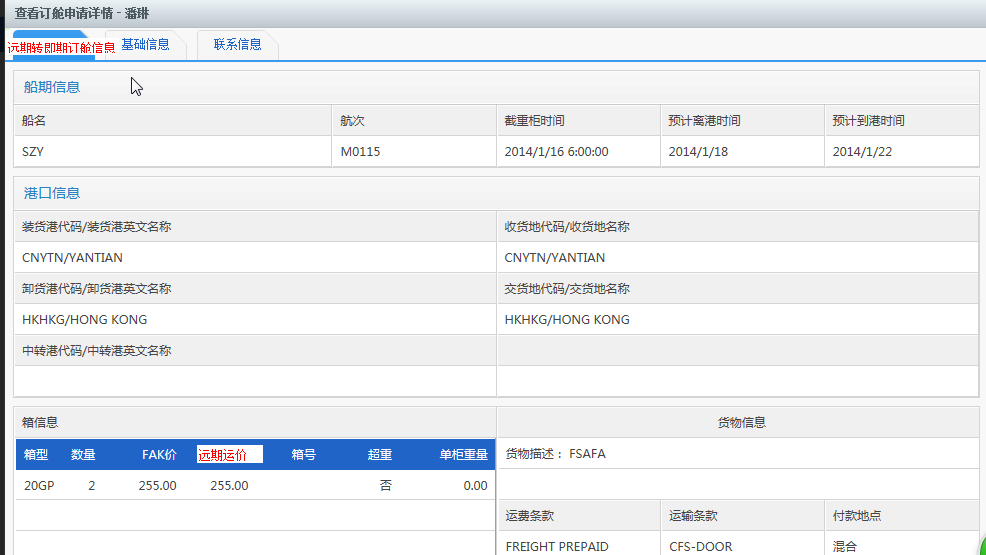 查看订舱申请详情 - 潘琳
远期转即期订舱信息 基础信息 联系信息
船期信息
船名 航次 截重柜时间 预计离港时间 预计到港时间
SZY M0115 2014/1/16 6:00:00 2014/1/18 2014/1/22
港口信息
装货港代码/装货港英文名称 收货地代码/收货地名称
CNYTN/YANTIAN CNYTN/YANTIAN
卸货港代码/卸货港英文名称 交货地代码/交货地名称
HKHKG/HONG KONG HKHKG/HONG KONG
中转港代码/中转港英文名称
箱信息 货物信息
箱型 数量 FAK价 远期运价 箱号 超重 单柜重量 货物描述： FSAFA
20GP 2 255.00 255.00 否 0.00
运费条款 运输条款 付款地点
FREIGHT PREPAID CFS-DOOR 混合